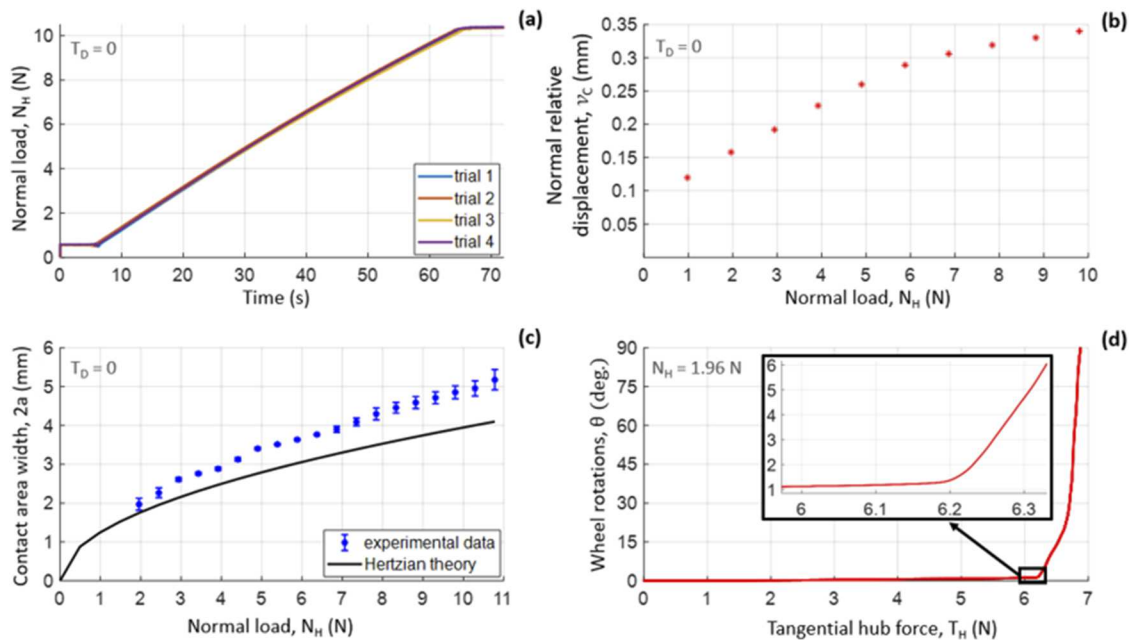 (a)
T_D = 0
Normal load, N_H (N)
10
8
6
4
2
0
trial 1
trial 2
trial 3
trial 4
0 10 20 30 40 50 60 70
Time (s)
(b)
T_D = 0
Normal relative
displacement, ν_C (mm)
0.35
0.3
0.25
0.2
0.15
0.1
0.05
0 1 2 3 4 5 6 7 8 9 10
Normal load, N_H (N)
(c)
T_D = 0
Contact area width, 2a (mm)
6
5
4
3
2
1
0
experimental data
Hertzian theory
0 1 2 3 4 5 6 7 8 9 10 11
Normal load, N_H (N)
(d)
N_H = 1.96 N
Wheel rotations, θ (deg.)
90
75
60
45
30
15
0
6
5
4
3
2
1
6 6.1 6.2 6.3
0 1 2 3 4 5 6 7
Tangential hub force, T_H (N)